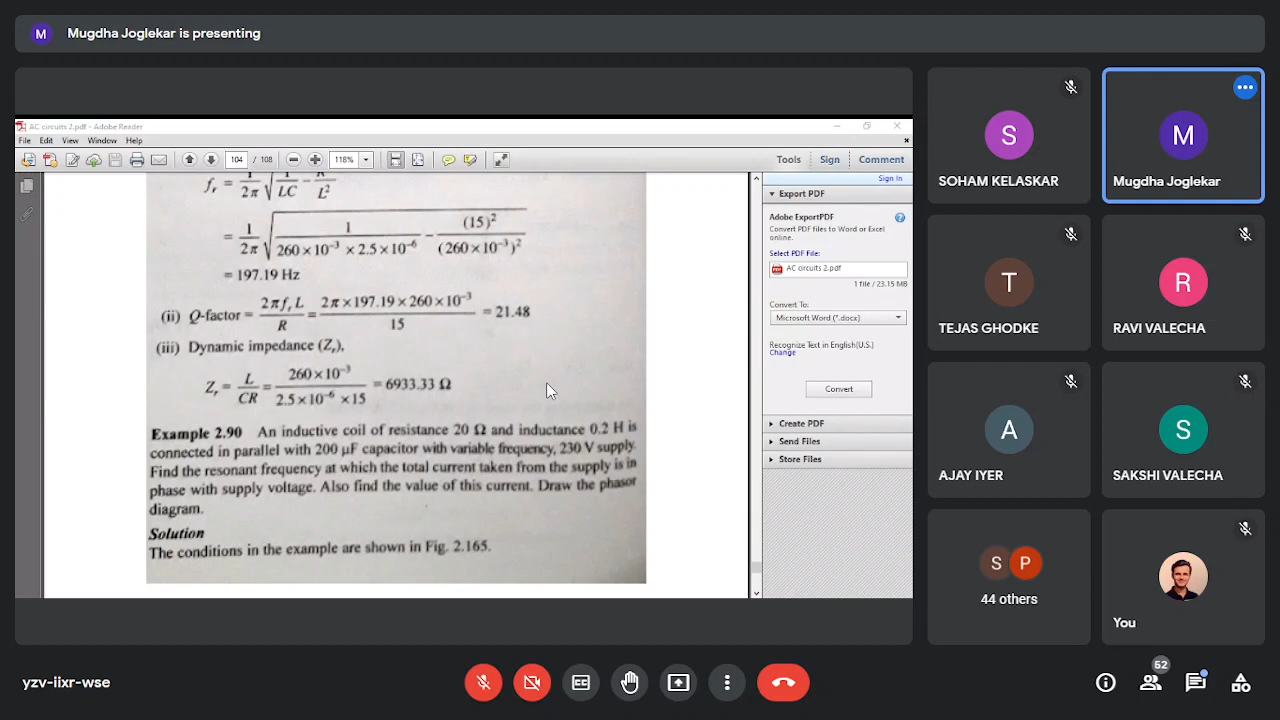 M
Mugdha Joglekar is presenting
AC circuits 2.pdf - Adobe Reader
File Edit View Window Help
104 / 108 118% Tools Sign Comment
Sign In
Export PDF
Adobe ExportPDF
Convert PDF files to Word or Excel
online.
Select PDF File:
AC circuits 2.pdf
1 file / 23.15 MB
Convert To:
Microsoft Word (*.docx)
Recognize Text in English(U.S.)
Change
Convert
Create PDF
Send Files
Store Files
fr = 1/2π √ 1/LC − R/L²
= 1/2π √ 1/260×10⁻³ ×2.5×10⁻⁶ − (15)²/(260×10⁻³)²
= 197.19 Hz
(ii) Q-factor = 2πfrL/R = 2π×197.19×260×10⁻³/15 = 21.48
(iii) Dynamic impedance (Zr),
Zr = L/CR = 260×10⁻³/2.5×10⁻⁶ ×15 = 6933.33 Ω
Example 2.90 An inductive coil of resistance 20 Ω and inductance 0.2 H is
connected in parallel with 200 μF capacitor with variable frequency, 230 V supply.
Find the resonant frequency at which the total current taken from the supply is in
phase with supply voltage. Also find the value of this current. Draw the phasor
diagram.
Solution
The conditions in the example are shown in Fig. 2.165.
S
SOHAM KELASKAR
M
Mugdha Joglekar
T
TEJAS GHODKE
R
RAVI VALECHA
A
AJAY IYER
S
SAKSHI VALECHA
S P
44 others
You
yzv-iixr-wse
52